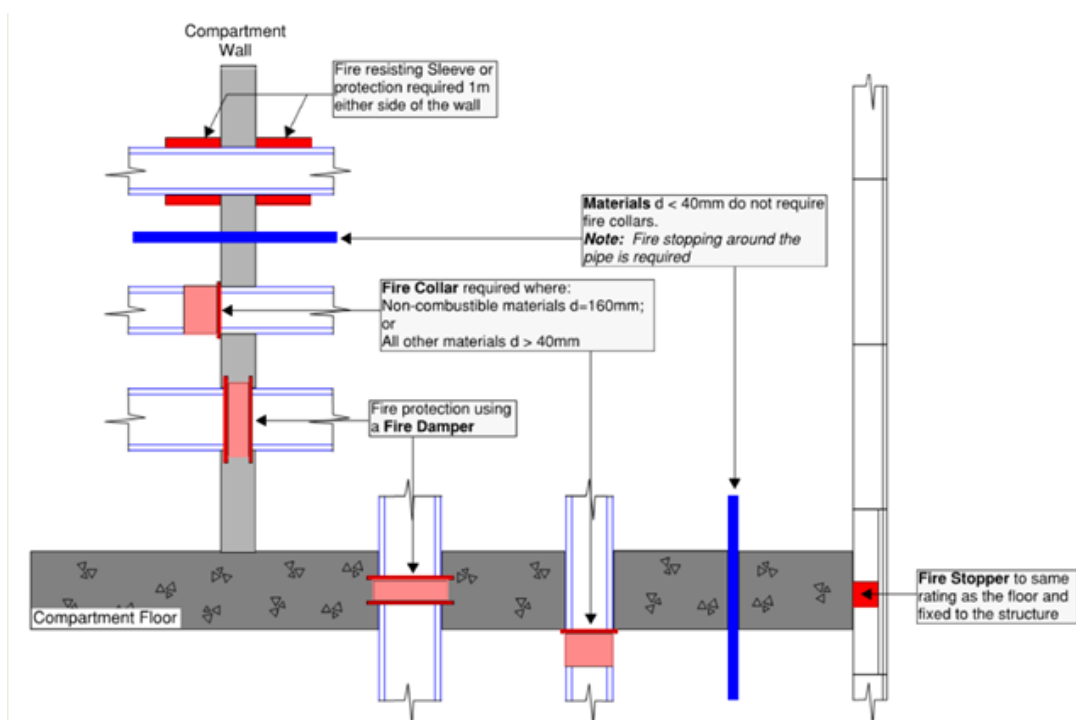 Compartment
Wall
Fire resisting Sleeve or
protection required 1m
either side of the wall
Materials d < 40mm do not require
fire collars.
Note: Fire stopping around the
pipe is required
Fire Collar required where:
Non-combustible materials d=160mm;
or
All other materials d > 40mm
Fire protection using
a Fire Damper
Compartment Floor
Fire Stopper to same
rating as the floor and
fixed to the structure